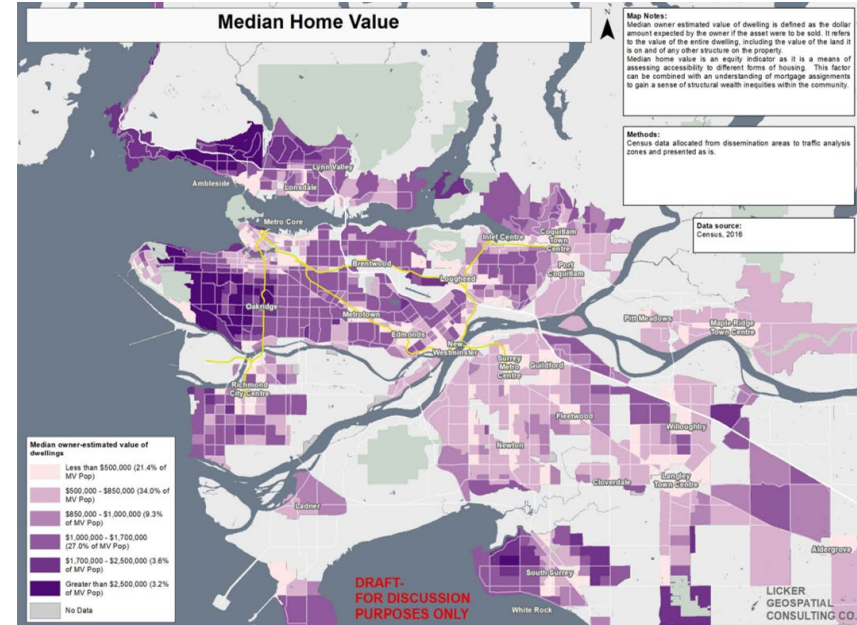 Median Home Value
N
Map Notes:
Median owner estimated value of dwelling is defined as the dollar
amount expected by the owner if the asset were to be sold. It refers
to the value of the entire dwelling, including the value of the land it
is on and of any other structure on the property.
Median home value is an equity indicator as it is a means of
assessing accessibility to different forms of housing. This factor
can be combined with an understanding of mortgage assignments
to gain a sense of structural wealth inequities within the community.
Methods:
Census data allocated from dissemination areas to traffic analysis
zones and presented as is.
Data source:
Census, 2016
Lynn Valley
Ambleside
Lonsdale
Metro Core
Inlet Centre
Coquitlam
Town
Centre
Port
Coquitlam
Brentwood
Lougheed
Oakridge
Metrotown
Edmonds
New
Westminster
Pitt Meadows
Maple Ridge
Town Centre
Surrey
Metro
Centre
Guildford
Richmond
City Centre
Fleetwood
Willoughby
Newton
Cloverdale
Langley
Town Centre
Ladner
Aldergrove
South Surrey
White Rock
Median owner-estimated value of
dwellings
Less than $500,000 (21.4% of
MV Pop)
$500,000 - $850,000 (34.0% of
MV Pop)
$850,000 - $1,000,000 (9.3%
of MV Pop)
$1,000,000 - $1,700,000
(27.0% of MV Pop)
$1,700,000 - $2,500,000 (3.6%
of MV Pop)
Greater than $2,500,000 (3.2%
of MV Pop)
No Data
DRAFT-
FOR DISCUSSION
PURPOSES ONLY
LICKER
GEOSPATIAL
CONSULTING CO